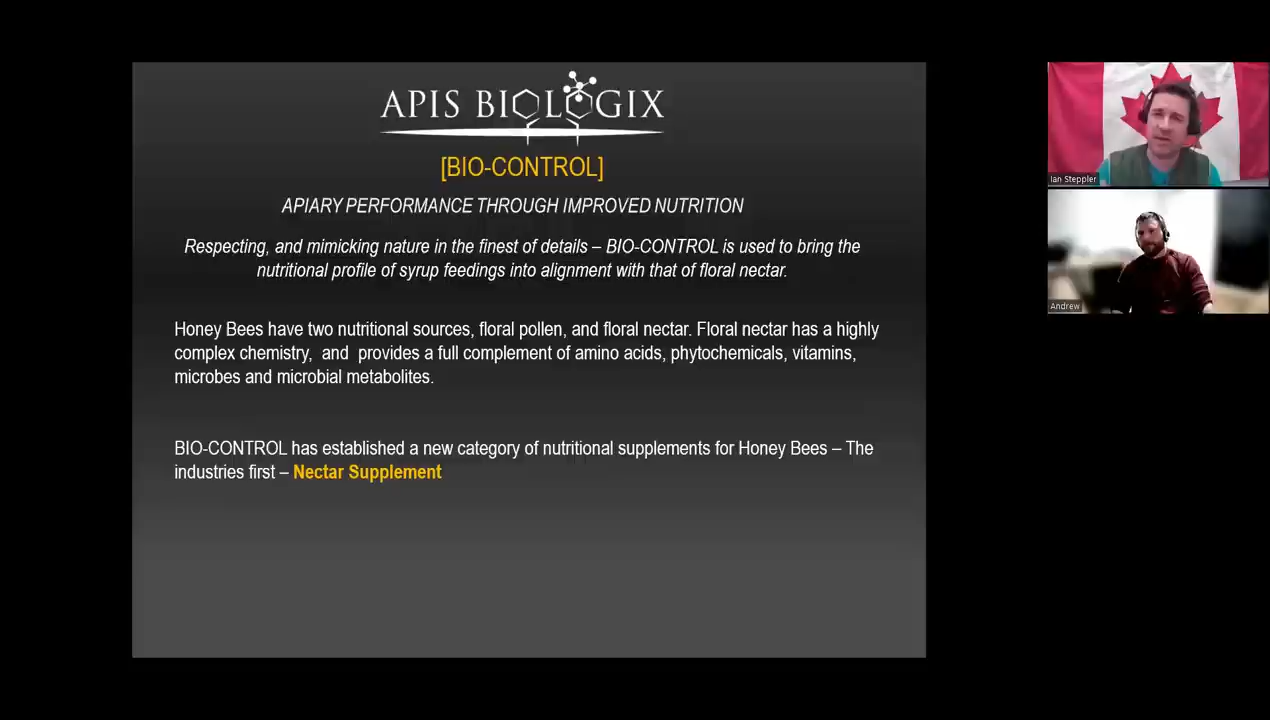 APIS BIOLOGIX
[BIO-CONTROL]
APIARY PERFORMANCE THROUGH IMPROVED NUTRITION
Respecting, and mimicking nature in the finest of details – BIO-CONTROL is used to bring the
nutritional profile of syrup feedings into alignment with that of floral nectar.
Honey Bees have two nutritional sources, floral pollen, and floral nectar. Floral nectar has a highly
complex chemistry,  and  provides a full complement of amino acids, phytochemicals, vitamins,
microbes and microbial metabolites.
BIO-CONTROL has established a new category of nutritional supplements for Honey Bees – The
industries first – Nectar Supplement
Ian Steppler
Andrew